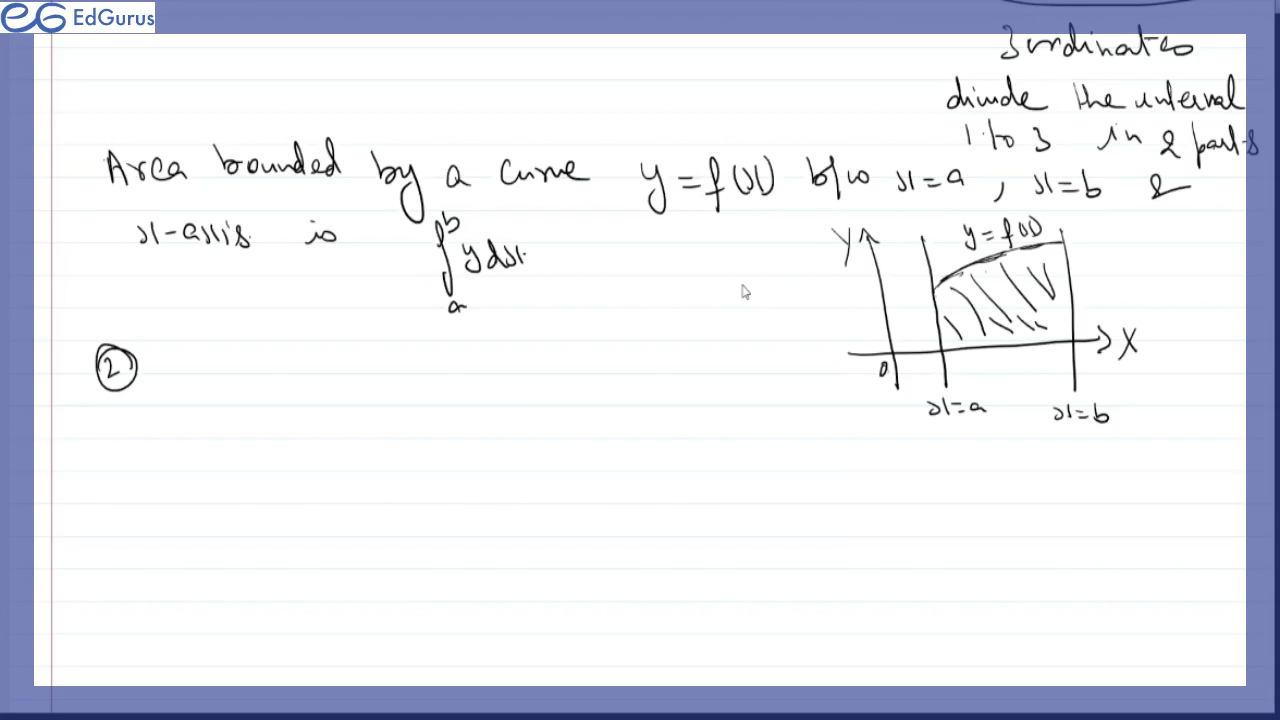 EdGurus
3 ordinates
divide the interval
1 to 3 in 2 parts
Area bounded by a curve y = f(x) b/w x=a, x=b &
x-axis is ∫_a^b y dx
Y y = f(x)
X
0
x=a x=b
2